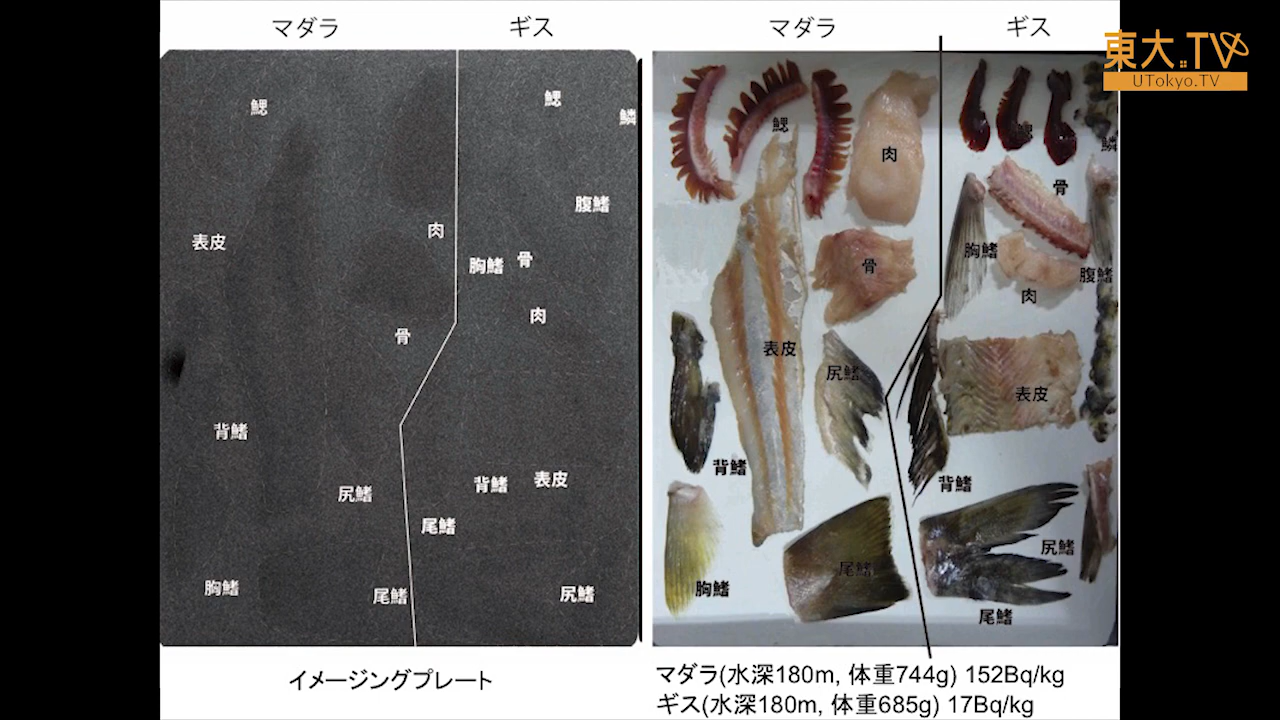 マダラ
ギス
マダラ
ギス
東大.TV
UTokyo.TV
鰓
鰓
鱗
腹鰭
表皮
肉
胸鰭
骨
肉
骨
背鰭
尻鰭
背鰭
表皮
尾鰭
胸鰭
尾鰭
尻鰭
イメージングプレート
鰓
肉
鰓
鱗
骨
胸鰭
骨
腹鰭
肉
表皮
尻鰭
表皮
背鰭
背鰭
尻鰭
尾鰭
胸鰭
尾鰭
マダラ(水深180m, 体重744g) 152Bq/kg
ギス(水深180m, 体重685g) 17Bq/kg